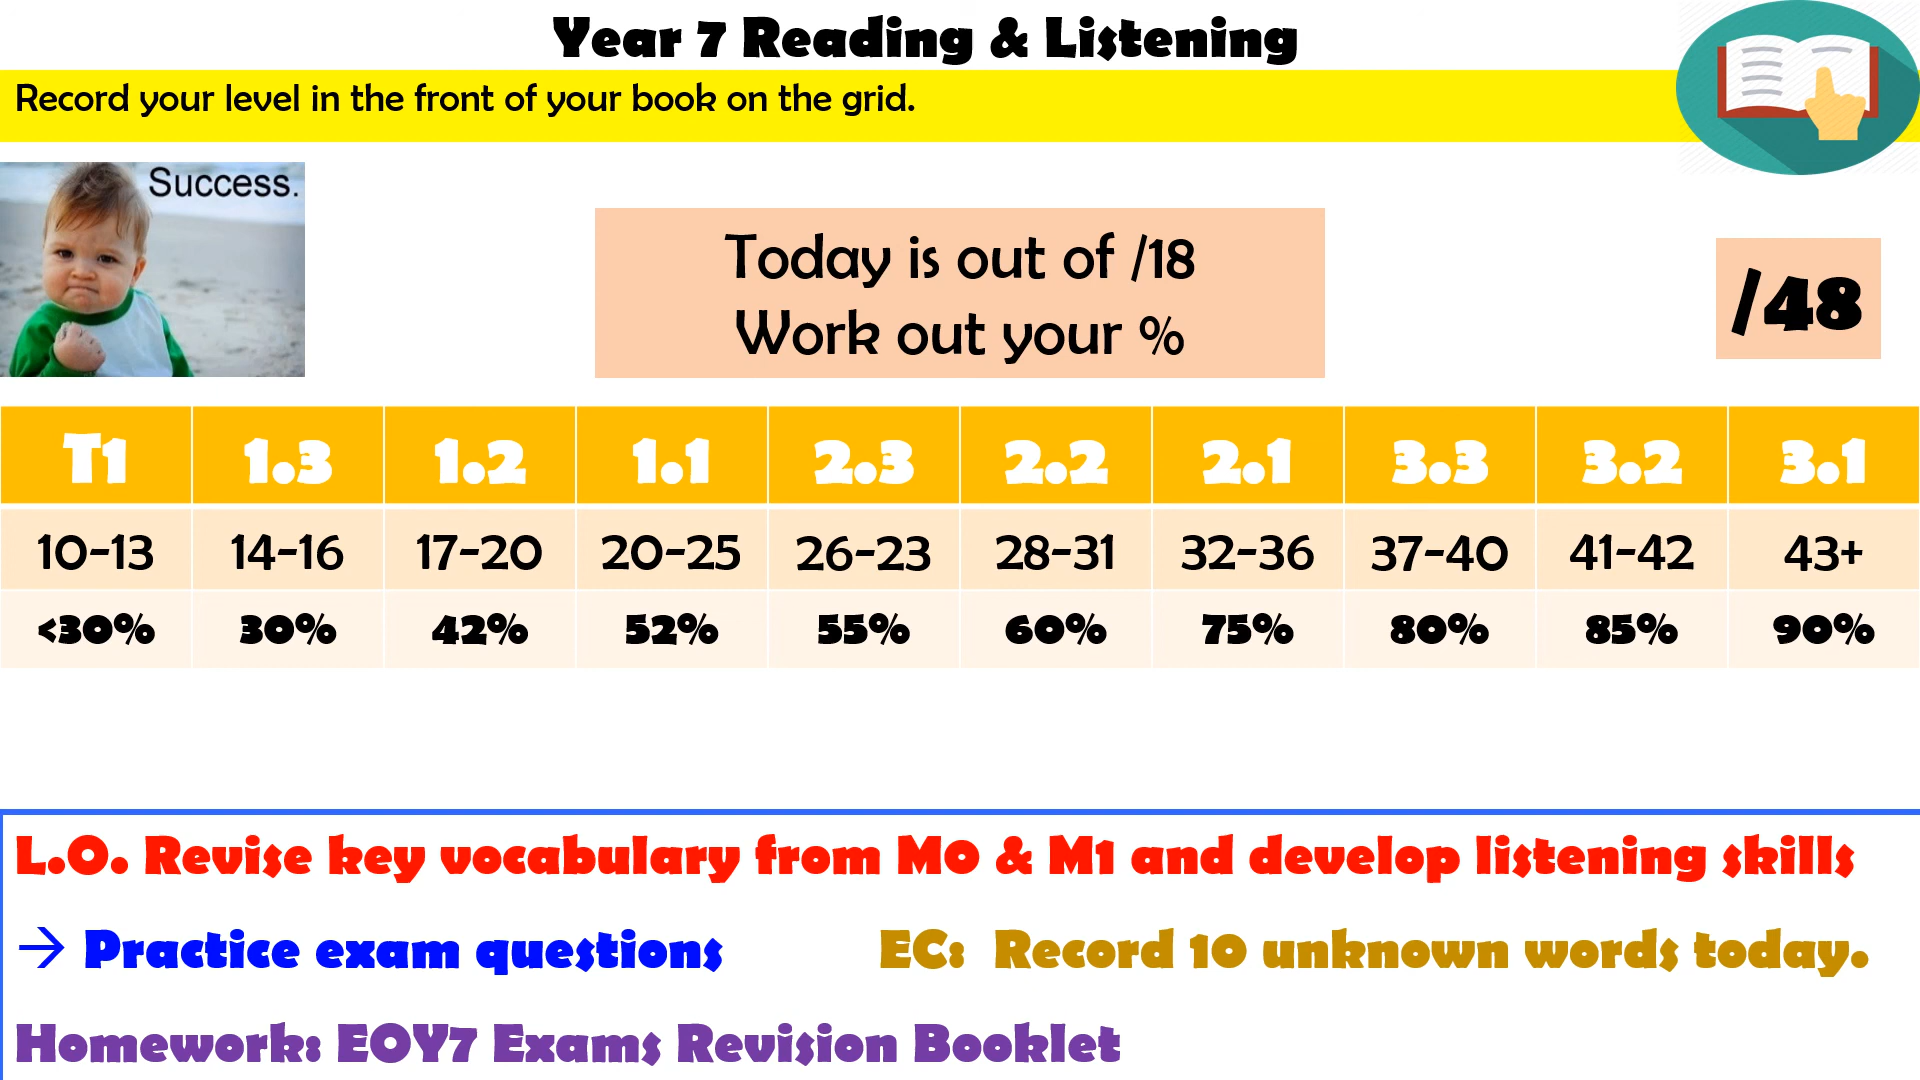 Year 7 Reading & Listening
Record your level in the front of your book on the grid.
Success.
Today is out of /18
Work out your %
/48
T1 1.3 1.2 1.1 2.3 2.2 2.1 3.3 3.2 3.1
10-13 14-16 17-20 20-25 26-23 28-31 32-36 37-40 41-42 43+
<30% 30% 42% 52% 55% 60% 75% 80% 85% 90%
L.O. Revise key vocabulary from M0 & M1 and develop listening skills
→ Practice exam questions EC: Record 10 unknown words today.
Homework: EOY7 Exams Revision Booklet